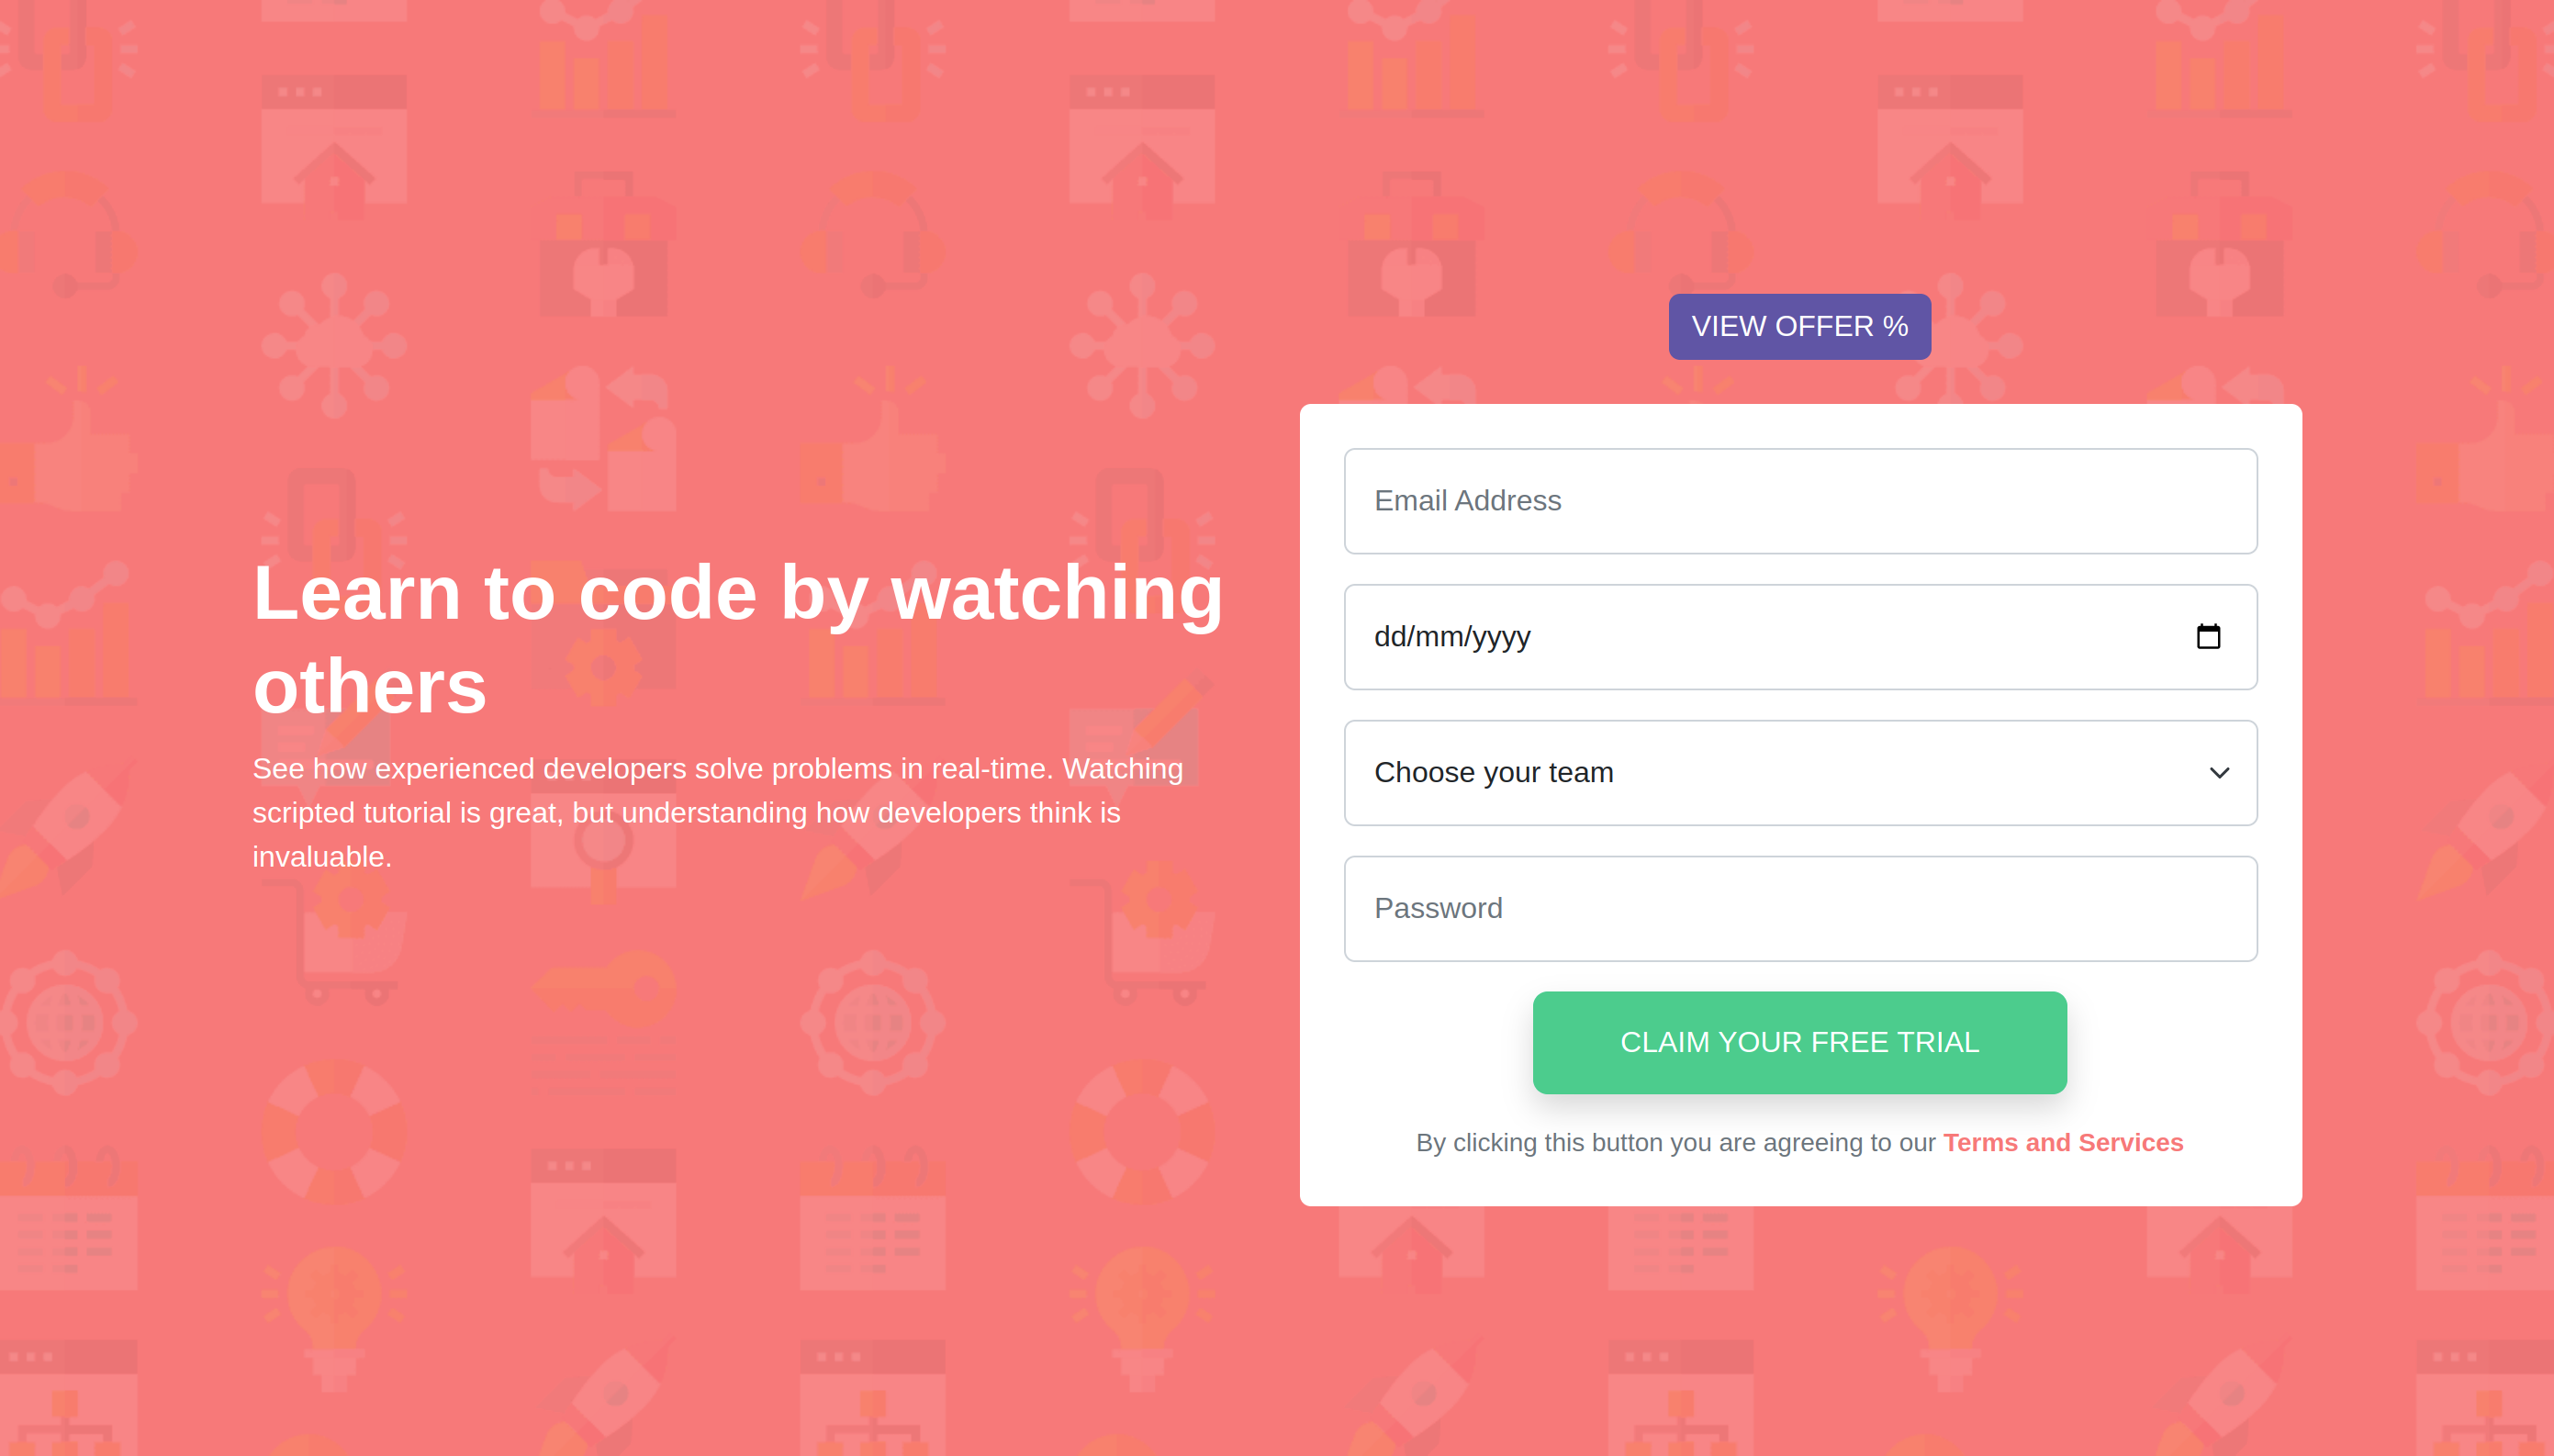 Learn to code by watching
others
See how experienced developers solve problems in real-time. Watching
scripted tutorial is great, but understanding how developers think is
invaluable.
VIEW OFFER %
Email Address
dd/mm/yyyy
Choose your team
Password
CLAIM YOUR FREE TRIAL
By clicking this button you are agreeing to our Terms and Services